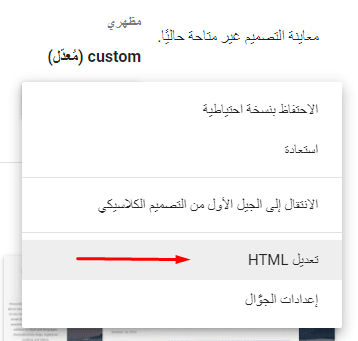 مظهري
معاينة التصميم غير متاحة حاليًا.
custom (مُعدّل)
الاحتفاظ بنسخة احتياطية
استعادة
الانتقال إلى الجيل الأول من التصميم الكلاسيكي
تعديل HTML
إعدادات الجوّال